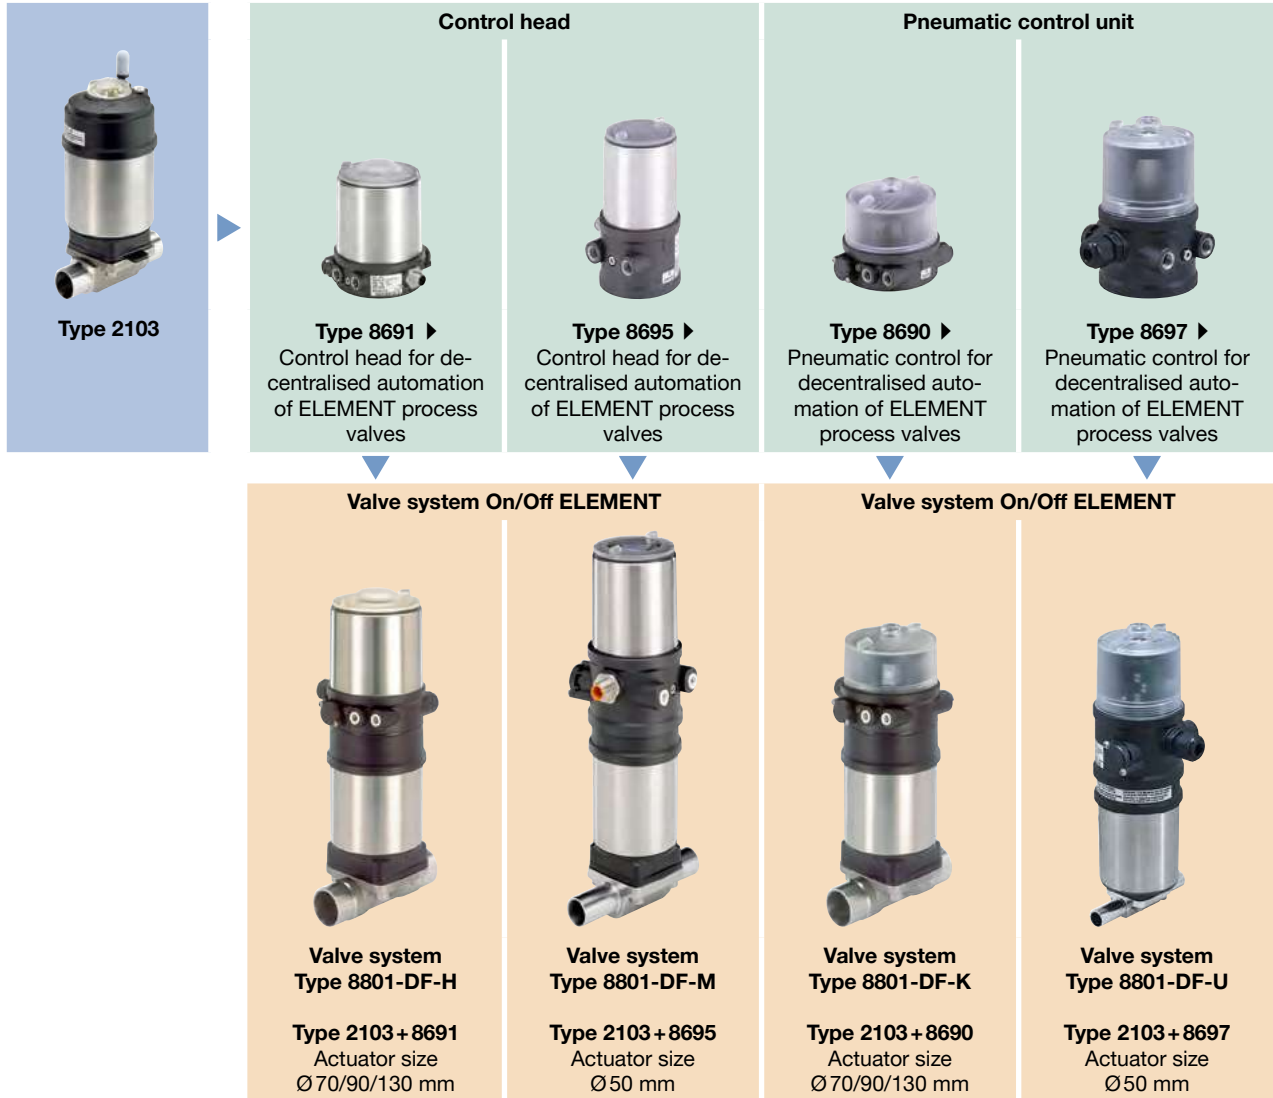 Control head
Pneumatic control unit
Type 2103
Type 8691
Control head for de-
centralised automation
of ELEMENT process
valves
Type 8695
Control head for de-
centralised automation
of ELEMENT process
valves
Type 8690
Pneumatic control for
decentralised auto-
mation of ELEMENT
process valves
Type 8697
Pneumatic control for
decentralised auto-
mation of ELEMENT
process valves
Valve system On/Off ELEMENT
Valve system On/Off ELEMENT
Valve system
Type 8801-DF-H
Type 2103+8691
Actuator size
Ø70/90/130 mm
Valve system
Type 8801-DF-M
Type 2103+8695
Actuator size
Ø50 mm
Valve system
Type 8801-DF-K
Type 2103+8690
Actuator size
Ø70/90/130 mm
Valve system
Type 8801-DF-U
Type 2103+8697
Actuator size
Ø50 mm